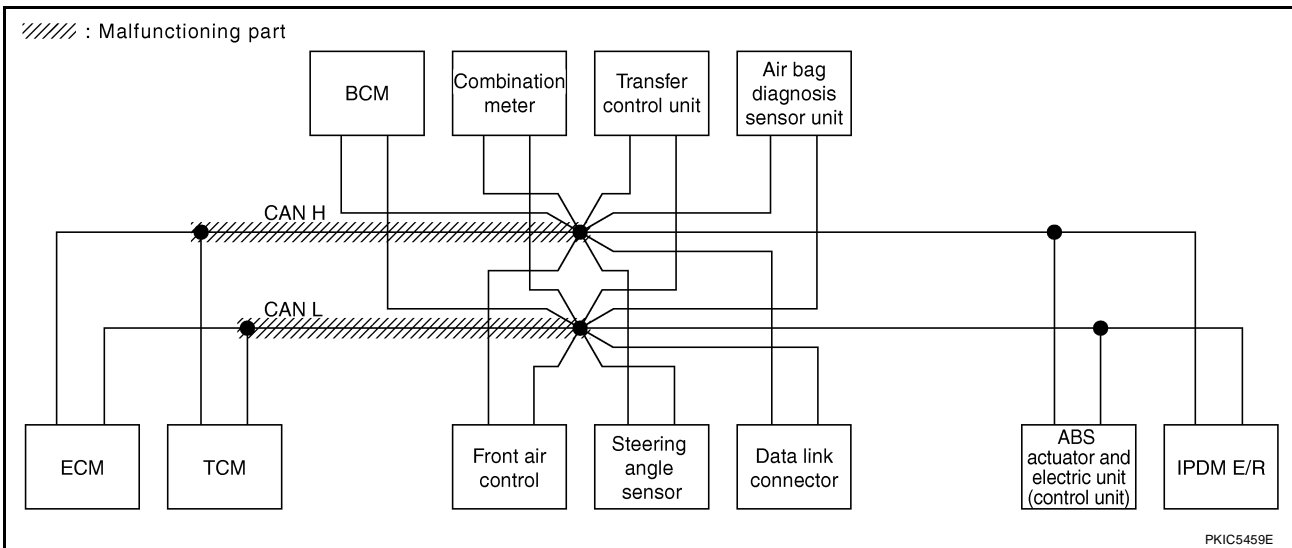 : Malfunctioning part
BCM
Combination
meter
Transfer
control unit
Air bag
diagnosis
sensor unit
CAN H
CAN L
ECM
TCM
Front air
control
Steering
angle
sensor
Data link
connector
ABS
actuator and
electric unit
(control unit)
IPDM E/R
PKIC5459E